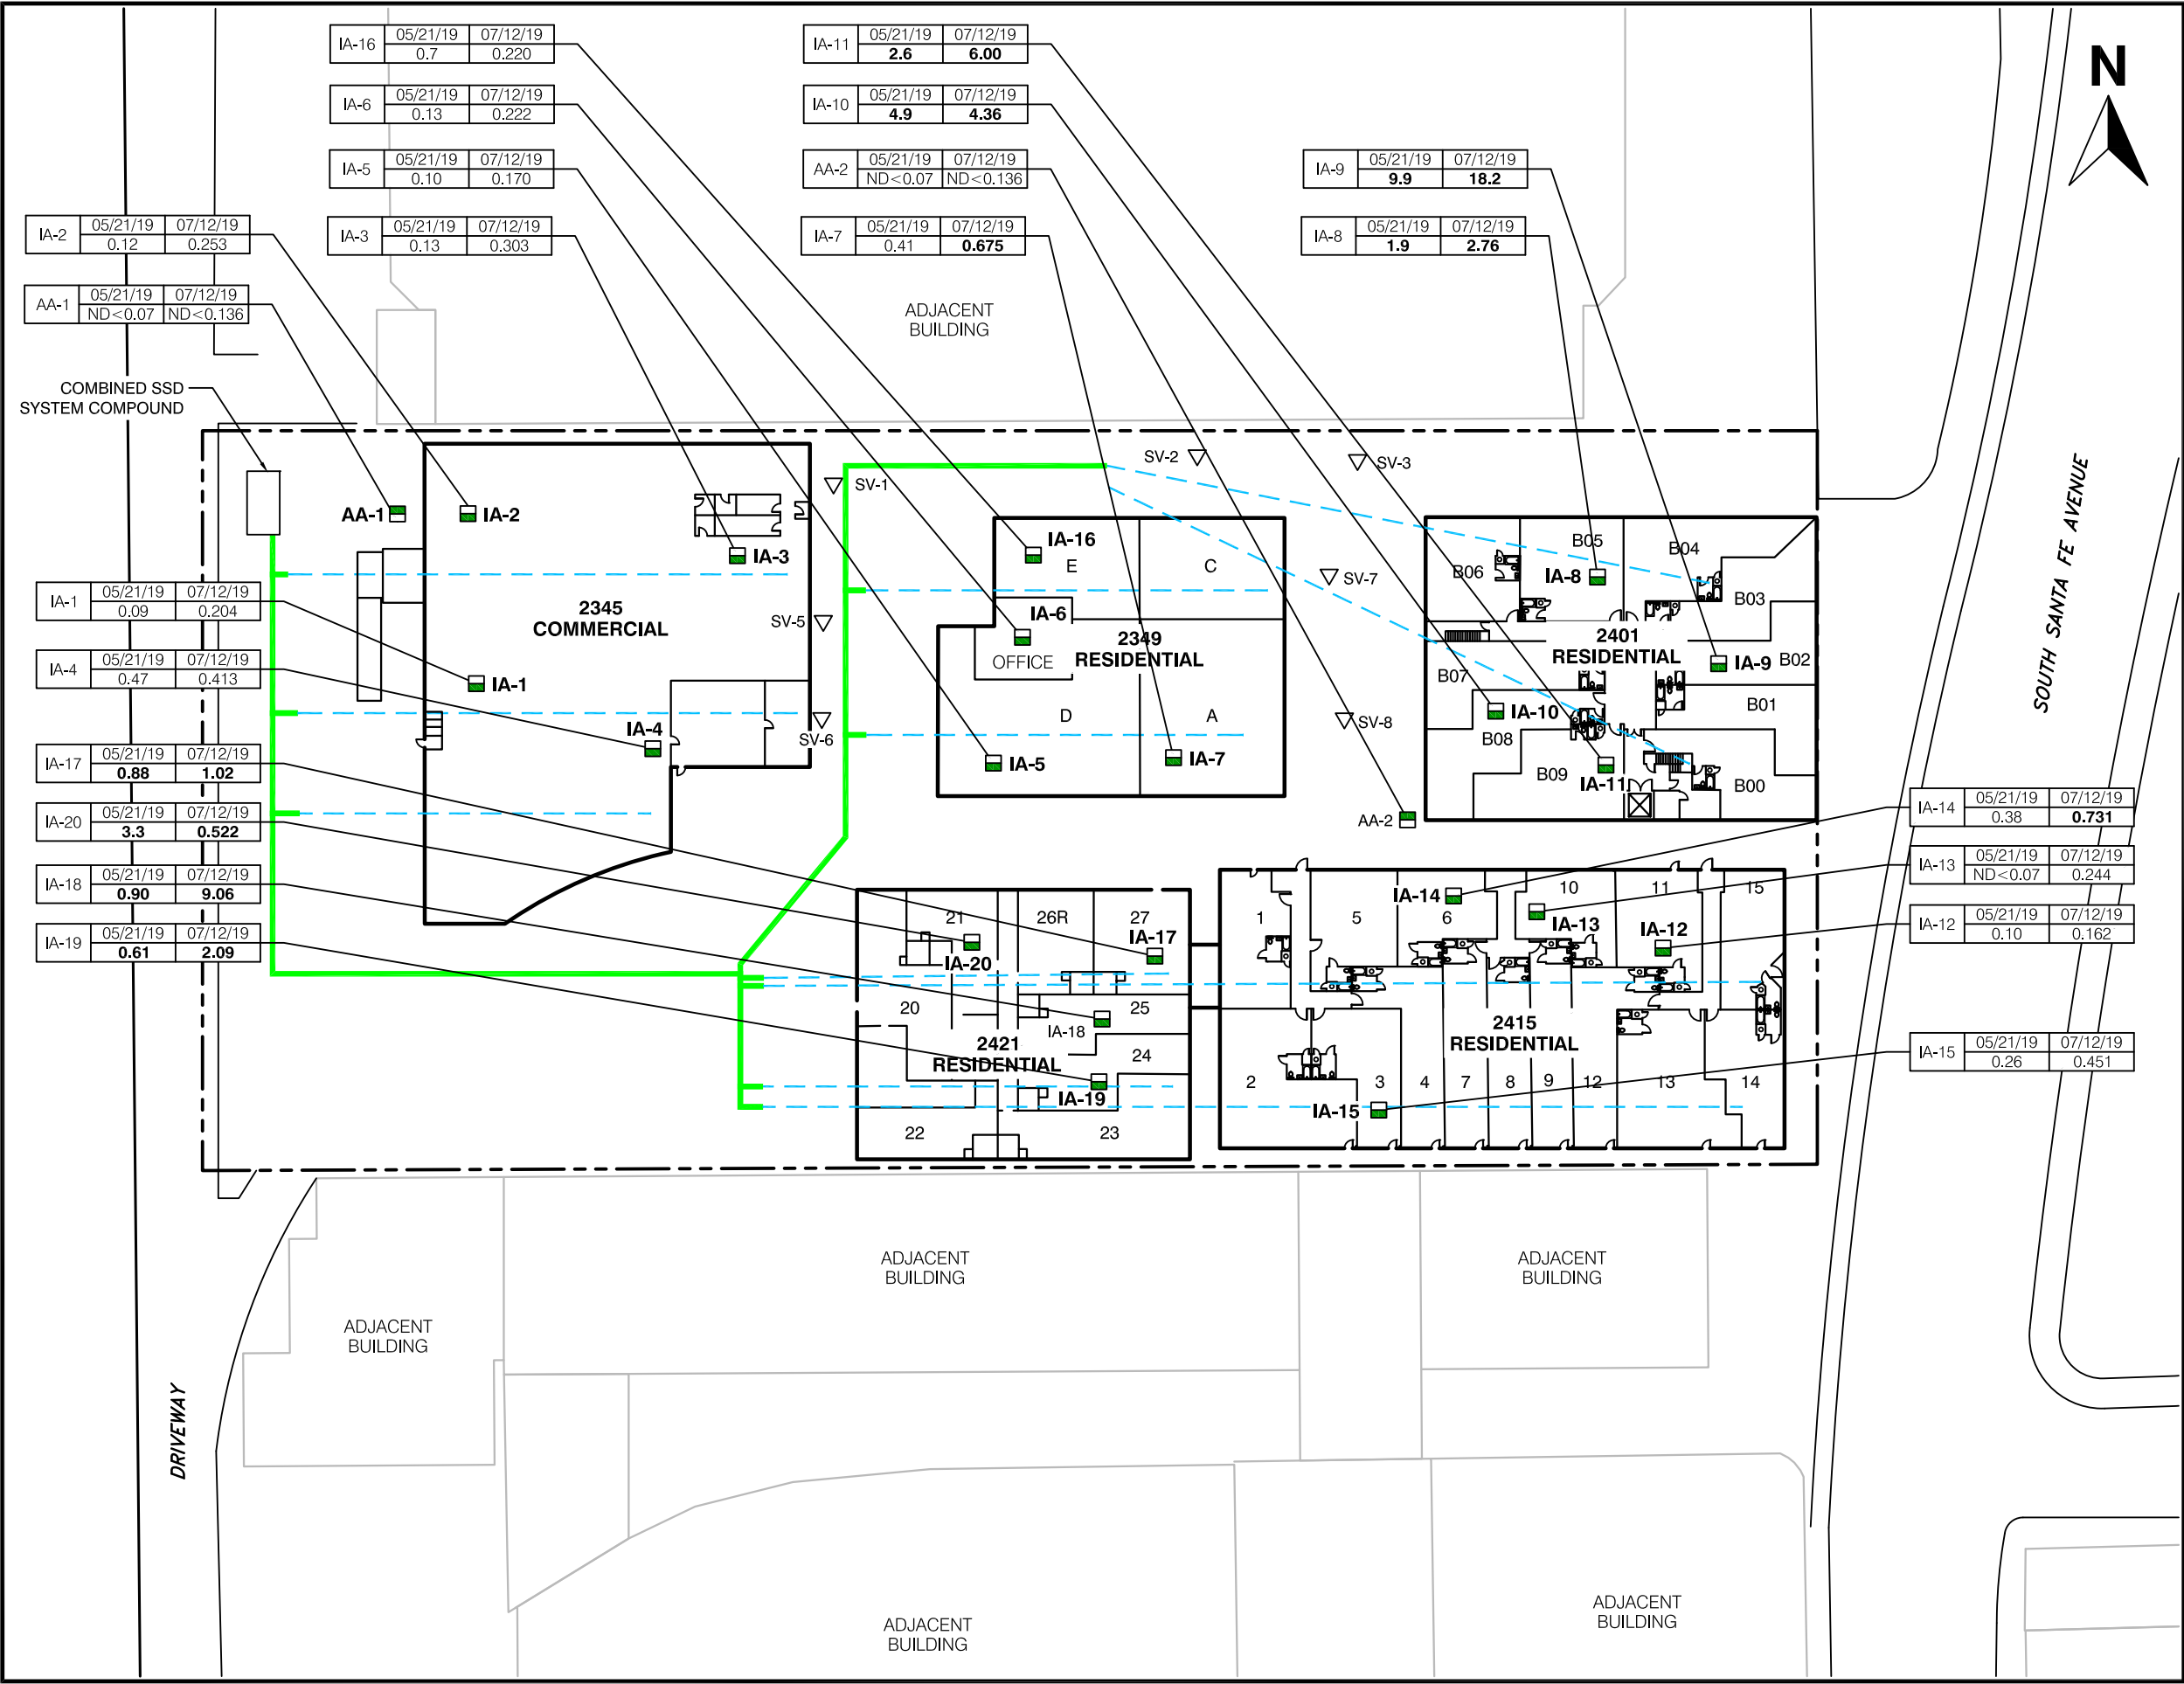 IA-16 05/21/19 07/12/19
0.7 0.220
IA-11 05/21/19 07/12/19
2.6 6.00
N
IA-6 05/21/19 07/12/19
0.13 0.222
IA-10 05/21/19 07/12/19
4.9 4.36
IA-5 05/21/19 07/12/19
0.10 0.170
AA-2 05/21/19 07/12/19
ND<0.07 ND<0.136
IA-9 05/21/19 07/12/19
9.9 18.2
IA-2 05/21/19 07/12/19
0.12 0.253
IA-3 05/21/19 07/12/19
0.13 0.303
IA-7 05/21/19 07/12/19
0.41 0.675
IA-8 05/21/19 07/12/19
1.9 2.76
AA-1 05/21/19 07/12/19
ND<0.07 ND<0.136
ADJACENT
BUILDING
COMBINED SSD
SYSTEM COMPOUND
SV-2
SV-3
SV-1
AA-1
IA-2
IA-3
IA-16
E
C
B05
B04
B06
IA-8
B03
SV-7
SOUTH SANTA FE AVENUE
IA-1 05/21/19 07/12/19
0.09 0.204
2345
COMMERCIAL
SV-5
IA-6
OFFICE
2349
RESIDENTIAL
2401
RESIDENTIAL
IA-9
B02
IA-4 05/21/19 07/12/19
0.47 0.413
IA-1
B07
B01
IA-4
SV-6
D
A
SV-8
IA-10
B08
IA-17 05/21/19 07/12/19
0.88 1.02
IA-5
IA-7
B09
IA-11
B00
IA-20 05/21/19 07/12/19
3.3 0.522
AA-2
IA-14 05/21/19 07/12/19
0.38 0.731
IA-18 05/21/19 07/12/19
0.90 9.06
IA-13 05/21/19 07/12/19
ND<0.07 0.244
IA-19 05/21/19 07/12/19
0.61 2.09
IA-12 05/21/19 07/12/19
0.10 0.162
21
26R
27
IA-17
IA-20
1
5
IA-14
6
10
IA-13
11
IA-12
15
20
25
IA-18
2421
RESIDENTIAL
24
2415
RESIDENTIAL
IA-15 05/21/19 07/12/19
0.26 0.451
IA-19
2
3
4
7
8
9
12
13
14
IA-15
22
23
ADJACENT
BUILDING
ADJACENT
BUILDING
ADJACENT
BUILDING
DRIVEWAY
ADJACENT
BUILDING
ADJACENT
BUILDING